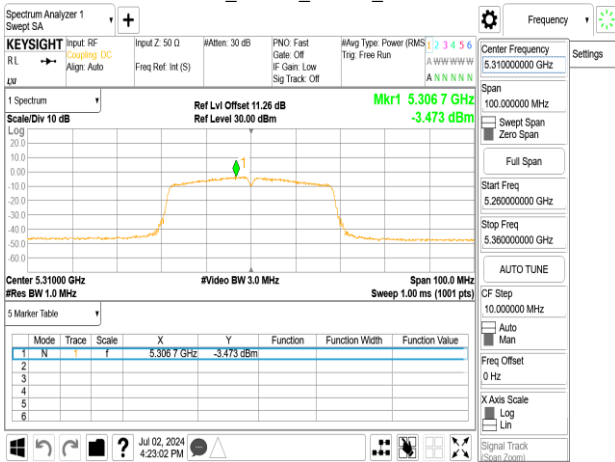 Spectrum Analyzer 1
Swept SA
+
Frequency
KEYSIGHT
Input: RF
Input Z: 50 Ω
#Atten: 30 dB
PNO: Fast
#Avg Type: Power (RMS
1 2 3 4 5 6
RL
Coupling: DC
Gate: Off
Trig: Free Run
A WW WW W
Align: Auto
Freq Ref: Int (S)
IF Gain: Low
Sig Track: Off
A N N N N N
1 Spectrum
Ref Lvl Offset 11.26 dB
Mkr1 5.306 7 GHz
Scale/Div 10 dB
Ref Level 30.00 dBm
-3.473 dBm
Log
20.0
10.0
0.00
-10.0
-20.0
-30.0
-40.0
-50.0
-60.0
1
Center 5.31000 GHz
#Video BW 3.0 MHz
Span 100.0 MHz
#Res BW 1.0 MHz
Sweep 1.00 ms (1001 pts)
5 Marker Table
Mode Trace Scale X Y Function Function Width Function Value
1 N 1 f 5.306 7 GHz -3.473 dBm
2
3
4
5
6
Jul 02, 2024
4:23:02 PM
?
Center Frequency
5.310000000 GHz
Settings
Span
100.000000 MHz
Swept Span
Zero Span
Full Span
Start Freq
5.260000000 GHz
Stop Freq
5.360000000 GHz
AUTO TUNE
CF Step
10.000000 MHz
Auto
Man
Freq Offset
0 Hz
X Axis Scale
Log
Lin
Signal Track
(Span Zoom)